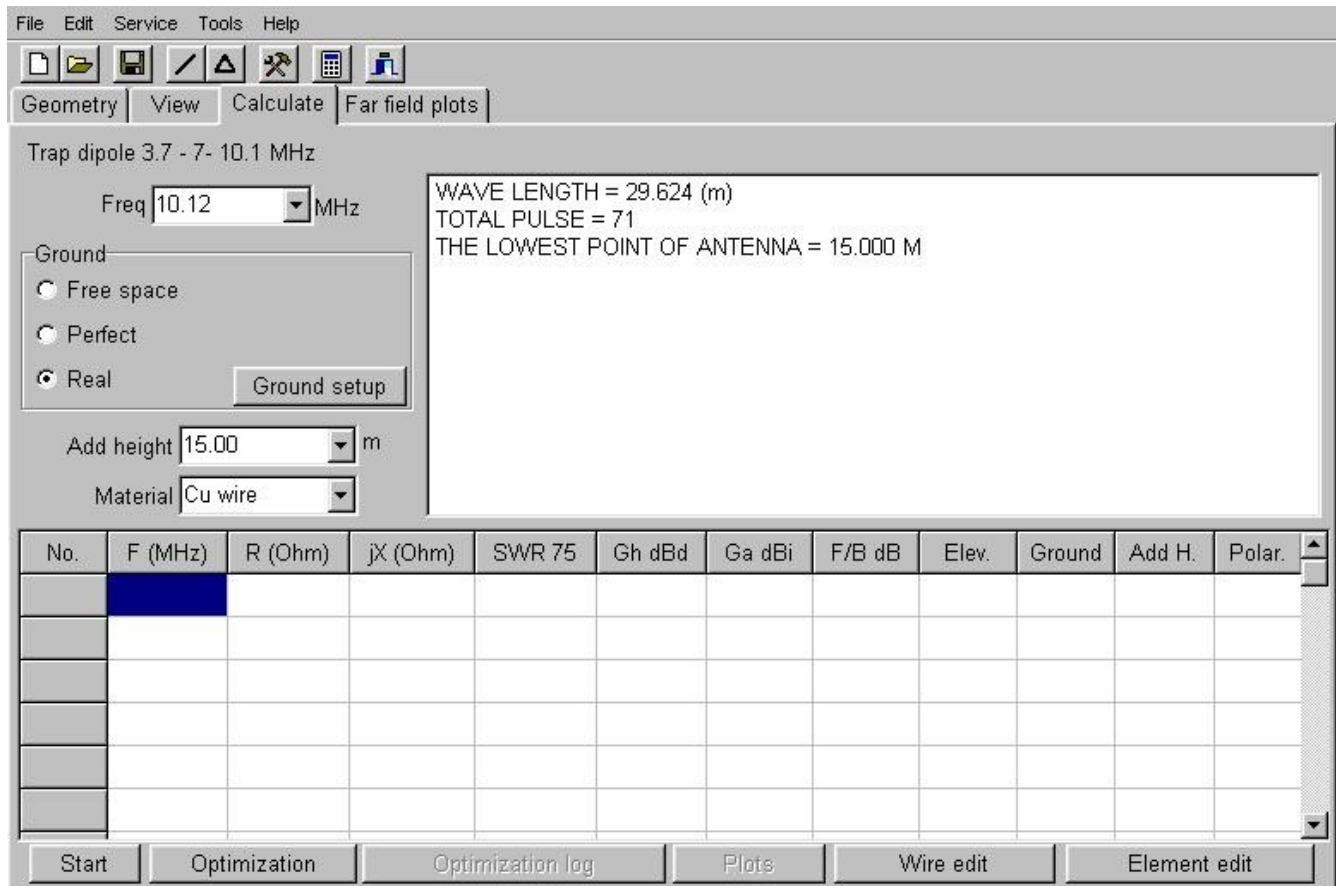 File Edit Service Tools Help
Geometry View Calculate Far field plots
Trap dipole 3.7 - 7- 10.1 MHz
Freq 10.12 MHz
WAVE LENGTH = 29.624 (m)
TOTAL PULSE = 71
THE LOWEST POINT OF ANTENNA = 15.000 M
Ground
Free space
Perfect
Real
Ground setup
Add height 15.00 m
Material Cu wire
No. F (MHz) R (Ohm) jX (Ohm) SWR 75 Gh dBd Ga dBi F/B dB Elev. Ground Add H. Polar.
Start Optimization Optimization log Plots Wire edit Element edit